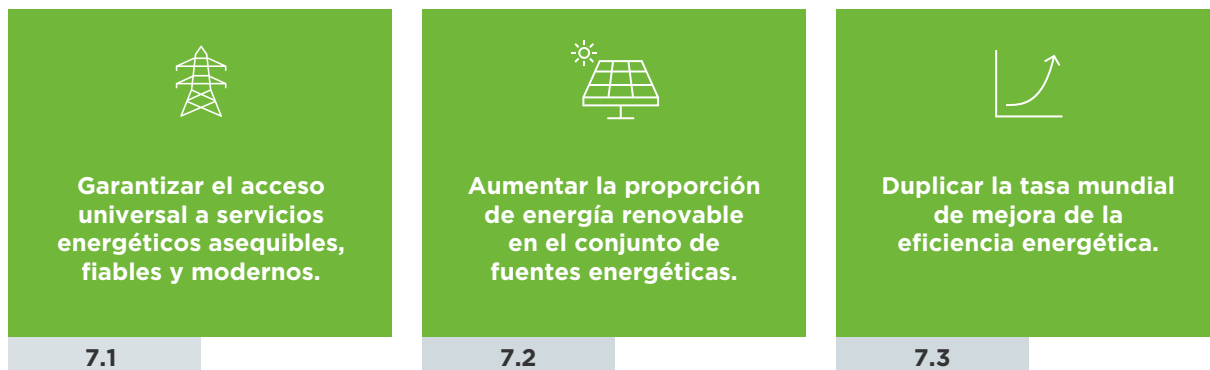 Garantizar el acceso
universal a servicios
energéticos asequibles,
fiables y modernos.
7.1
Aumentar la proporción
de energía renovable
en el conjunto de
fuentes energéticas.
7.2
Duplicar la tasa mundial
de mejora de la
eficiencia energética.
7.3